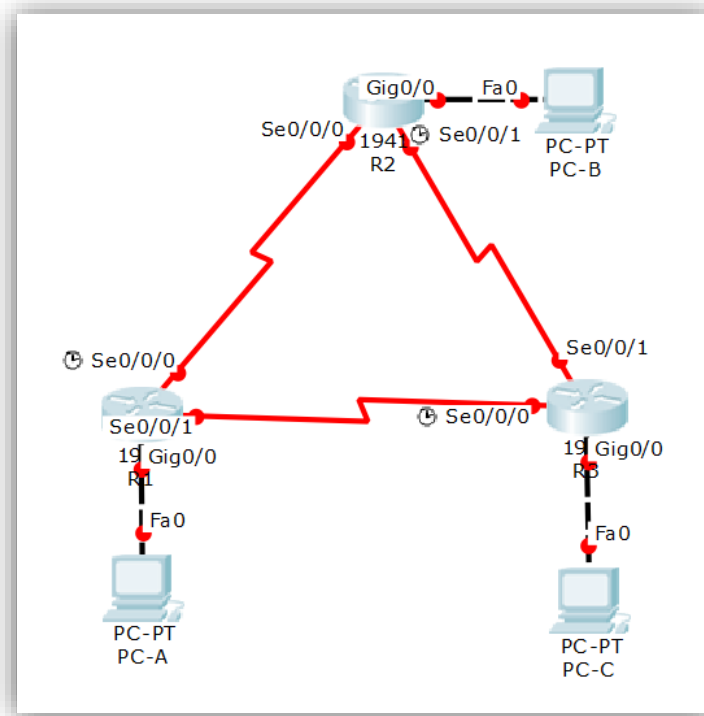 Gig0/0 Fa0
Se0/0/0
1941 Se0/0/1
R2
PC-PT
PC-B
Se0/0/0
Se0/0/1
Se0/0/1
Se0/0/0
19 Gig0/0
R1
19 Gig0/0
R3
Fa0
Fa0
PC-PT
PC-A
PC-PT
PC-C